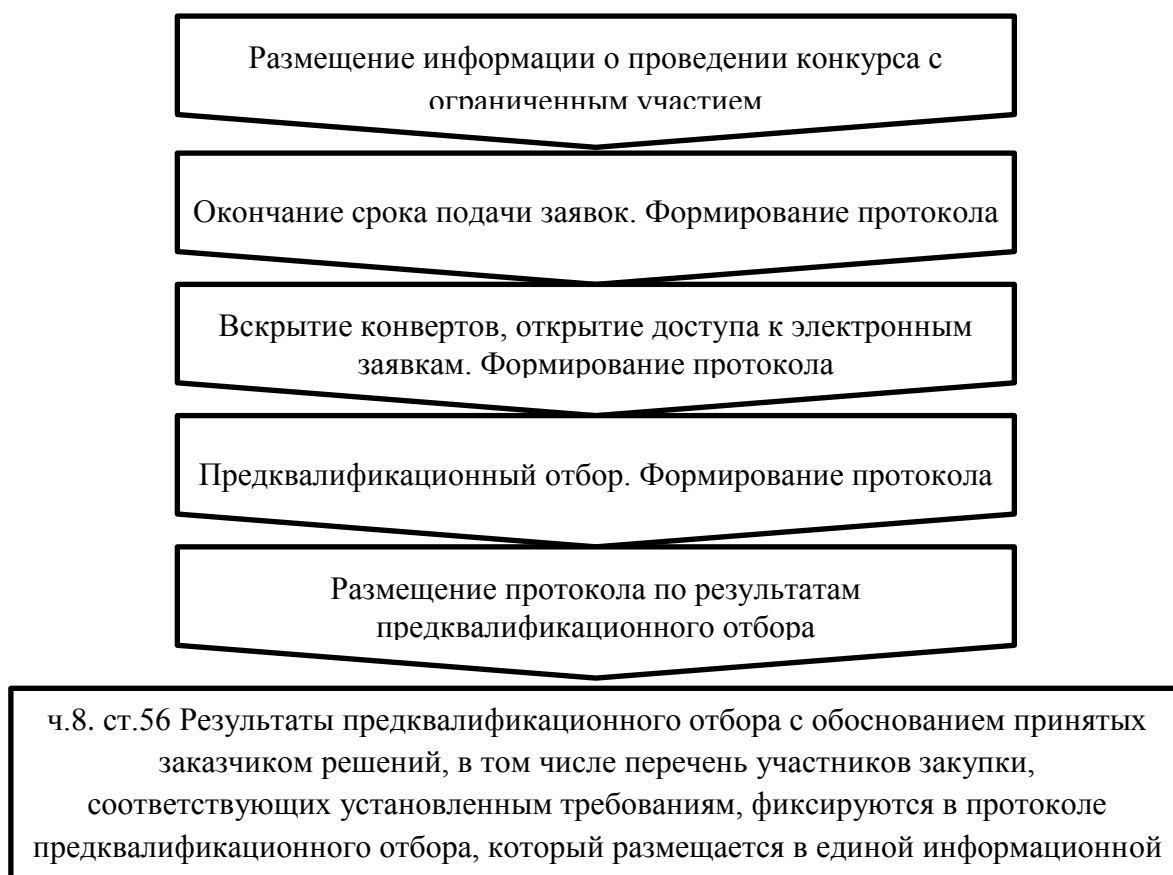 Размещение информации о проведении конкурса с
ограниченным участием
Окончание срока подачи заявок. Формирование протокола
Вскрытие конвертов, открытие доступа к электронным
заявкам. Формирование протокола
Предквалификационный отбор. Формирование протокола
Размещение протокола по результатам
предквалификационного отбора
ч.8. ст.56 Результаты предквалификационного отбора с обоснованием принятых
заказчиком решений, в том числе перечень участников закупки,
соответствующих установленным требованиям, фиксируются в протоколе
предквалификационного отбора, который размещается в единой информационной